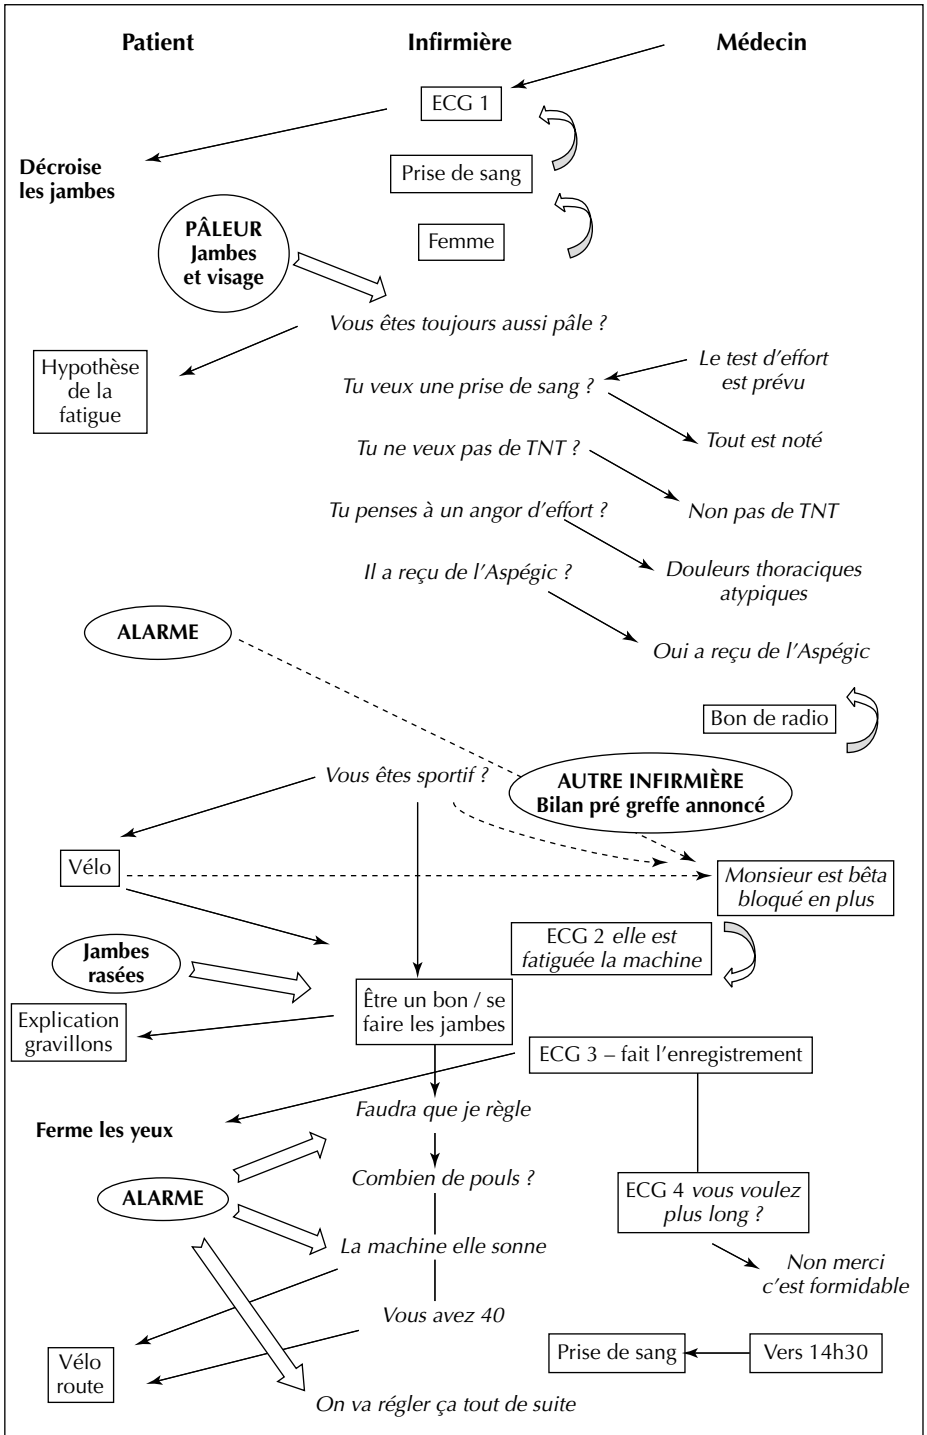 Patient
Infirmière
Médecin
ECG 1
Décroise
les jambes
Prise de sang
PÂLEUR
Jambes
et visage
Femme
Vous êtes toujours aussi pâle ?
Hypothèse
de la
fatigue
Le test d'effort
est prévu
Tu veux une prise de sang ?
Tout est noté
Tu ne veux pas de TNT ?
Non pas de TNT
Tu penses à un angor d'effort ?
Douleurs thoraciques
atypiques
Il a reçu de l'Aspégic ?
ALARME
Oui a reçu de l'Aspégic
Bon de radio
Vous êtes sportif ?
AUTRE INFIRMIÈRE
Bilan pré greffe annoncé
Vélo
Monsieur est bêta
bloqué en plus
ECG 2 elle est
fatiguée la machine
Jambes
rasées
Être un bon / se
faire les jambes
Explication
gravillons
ECG 3 – fait l'enregistrement
Faudra que je règle
Ferme les yeux
Combien de pouls ?
ALARME
ECG 4 vous voulez
plus long ?
La machine elle sonne
Non merci
c'est formidable
Vous avez 40
Vélo
route
Prise de sang
Vers 14h30
On va régler ça tout de suite